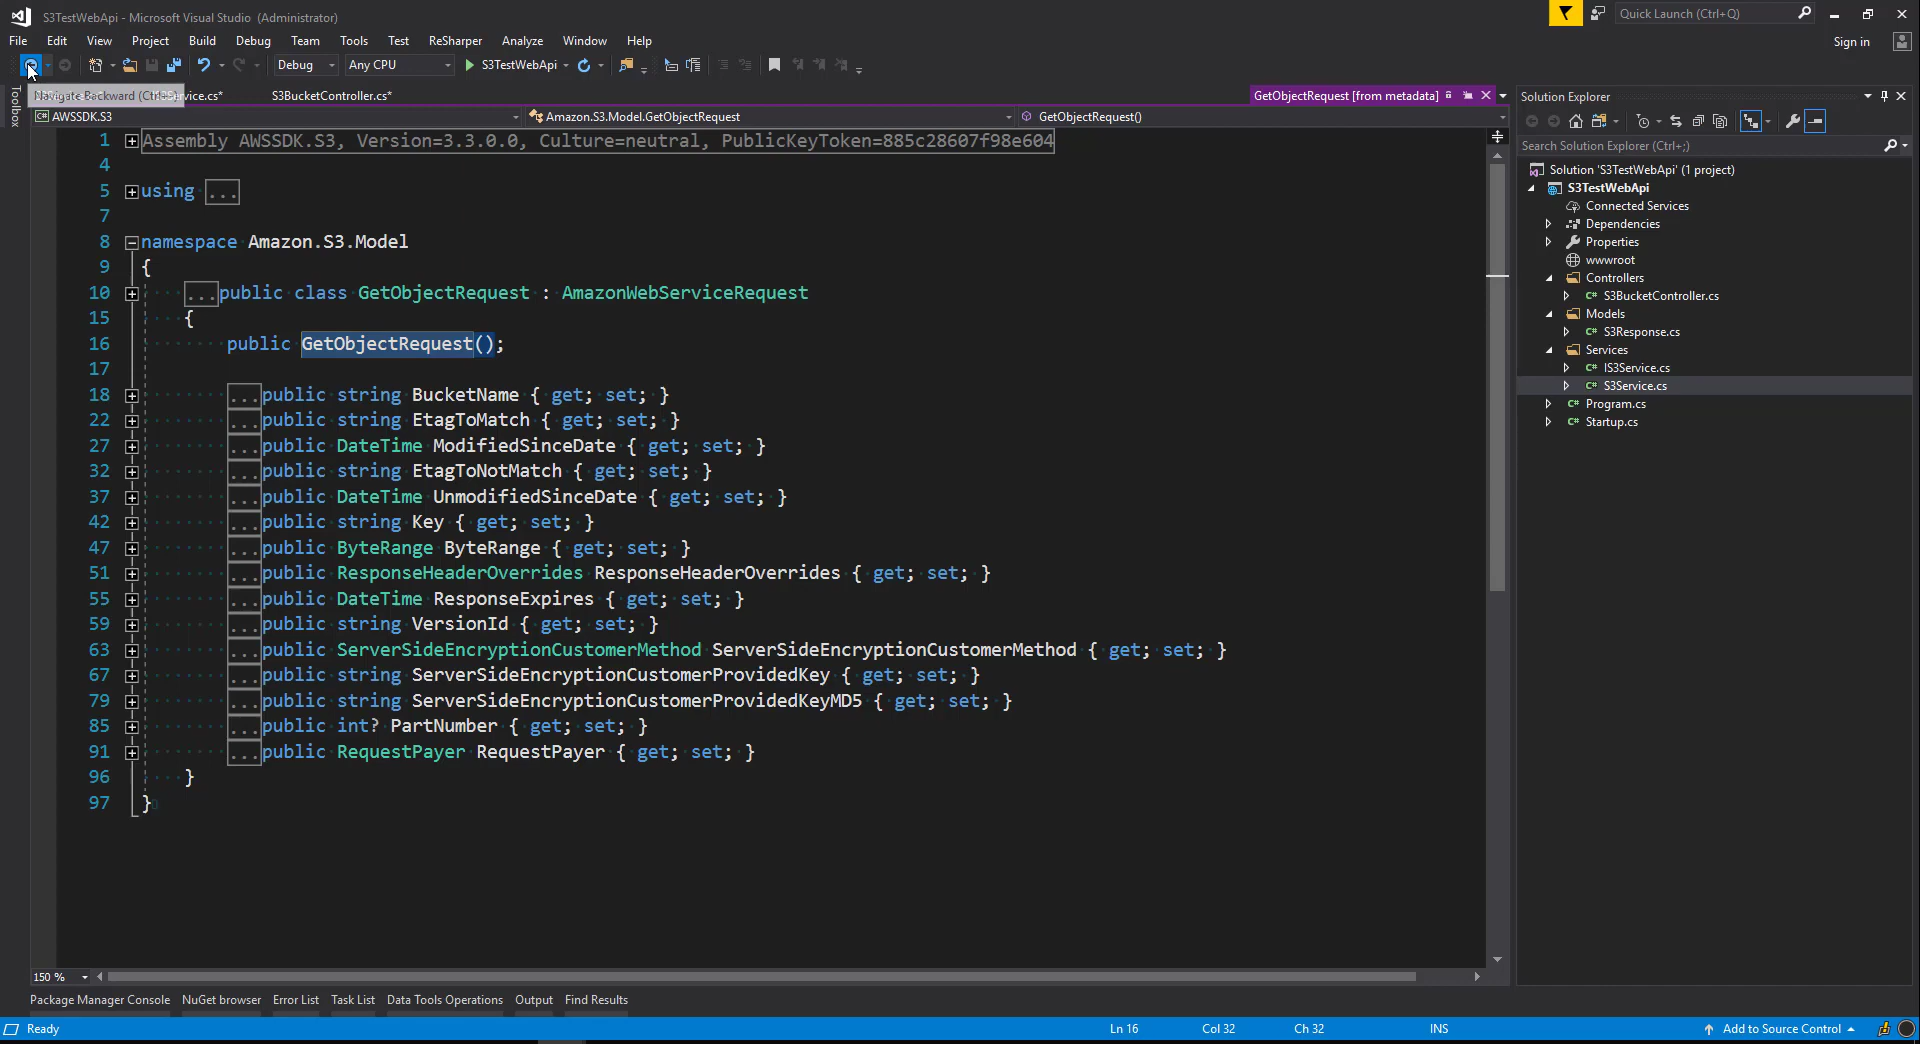 S3TestWebApi - Microsoft Visual Studio (Administrator)
Quick Launch (Ctrl+Q)
File Edit View Project Build Debug Team Tools Test ReSharper Analyze Window Help
Sign in
Debug Any CPU S3TestWebApi
Navigate Backward (Ctrl+-)
Service.cs* S3BucketController.cs* GetObjectRequest [from metadata]
Toolbox
AWSSDK.S3 Amazon.S3.Model.GetObjectRequest GetObjectRequest()
1 Assembly AWSSDK.S3, Version=3.3.0.0, Culture=neutral, PublicKeyToken=885c28607f98e604
4
5 using ...
7
8 namespace Amazon.S3.Model
9 {
10 ...public class GetObjectRequest : AmazonWebServiceRequest
15 {
16 public GetObjectRequest();
17
18 ...public string BucketName { get; set; }
22 ...public string EtagToMatch { get; set; }
27 ...public DateTime ModifiedSinceDate { get; set; }
32 ...public string EtagToNotMatch { get; set; }
37 ...public DateTime UnmodifiedSinceDate { get; set; }
42 ...public string Key { get; set; }
47 ...public ByteRange ByteRange { get; set; }
51 ...public ResponseHeaderOverrides ResponseHeaderOverrides { get; set; }
55 ...public DateTime ResponseExpires { get; set; }
59 ...public string VersionId { get; set; }
63 ...public ServerSideEncryptionCustomerMethod ServerSideEncryptionCustomerMethod { get; set; }
67 ...public string ServerSideEncryptionCustomerProvidedKey { get; set; }
79 ...public string ServerSideEncryptionCustomerProvidedKeyMD5 { get; set; }
85 ...public int? PartNumber { get; set; }
91 ...public RequestPayer RequestPayer { get; set; }
96 }
97 }
150 %
Solution Explorer
Search Solution Explorer (Ctrl+;)
Solution 'S3TestWebApi' (1 project)
S3TestWebApi
Connected Services
Dependencies
Properties
wwwroot
Controllers
S3BucketController.cs
Models
S3Response.cs
Services
IS3Service.cs
S3Service.cs
Program.cs
Startup.cs
Package Manager Console NuGet browser Error List Task List Data Tools Operations Output Find Results
Ready Ln 16 Col 32 Ch 32 INS Add to Source Control